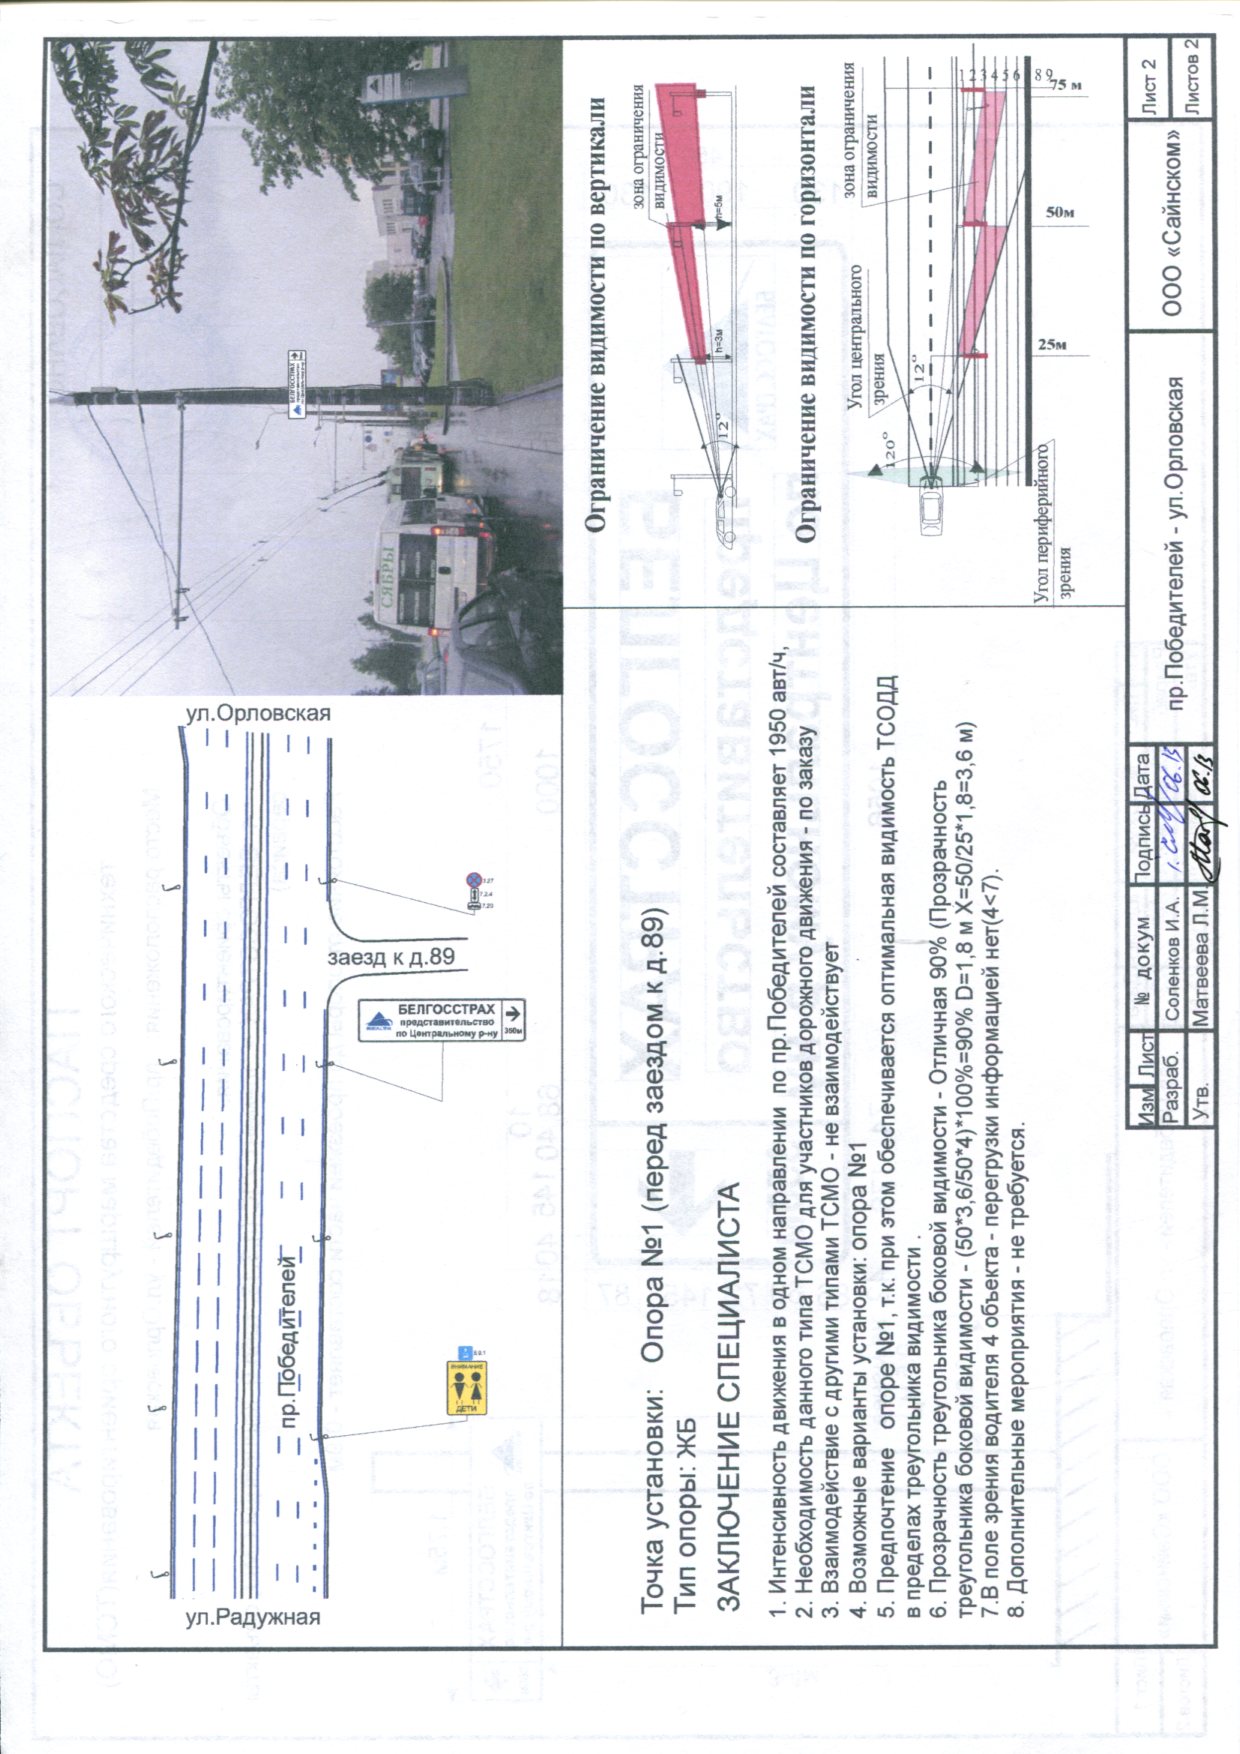 ул.Радужная
ул.Орловская
пр.Победителей
ВНИМАНИЕ
ДЕТИ
БЕЛГОССТРАХ
представительство
по Центральному р-ну
350м
заезд к д.89
3.27
7.2.4
СЯБРЫ
БЕЛГОССТРАХ
Точка установки: Опора №1 (перед заездом к д.89)
Тип опоры: ЖБ
ЗАКЛЮЧЕНИЕ СПЕЦИАЛИСТА
1. Интенсивность движения в одном направлении по пр.Победителей составляет 1950 авт/ч,
2. Необходимость данного типа ТСМО для участников дорожного движения - по заказу
3. Взаимодействие с другими типами ТСМО - не взаимодействует
4. Возможные варианты установки: опора №1
5. Предпочтение опоре №1, т.к. при этом обеспечивается оптимальная видимость ТСОДД
в пределах треугольника видимости .
6. Прозрачность треугольника боковой видимости - Отличная 90% (Прозрачность
треугольника боковой видимости - (50*3,6/50*4)*100%=90% D=1,8 м X=50/25*1,8=3,6 м)
7.В поле зрения водителя 4 объекта - перегрузки информацией нет(4<7).
8. Дополнительные мероприятия - не требуется.
Ограничение видимости по вертикали
зона ограничения
видимости
12°
h=3м
h=5м
Ограничение видимости по горизонтали
Угол центрального
зрения
зона ограничения
видимости
120°
12°
Угол периферийного
зрения
25м
50м
75 м
1 2 3 4 5 6 8 9
Изм Лист № докум Подпись Дата
Разраб. Соленков И.А. 06.13
Утв. Матвеева Л.М. 06.13
пр.Победителей - ул.Орловская
ООО «Сайнском»
Лист 2
Листов 2